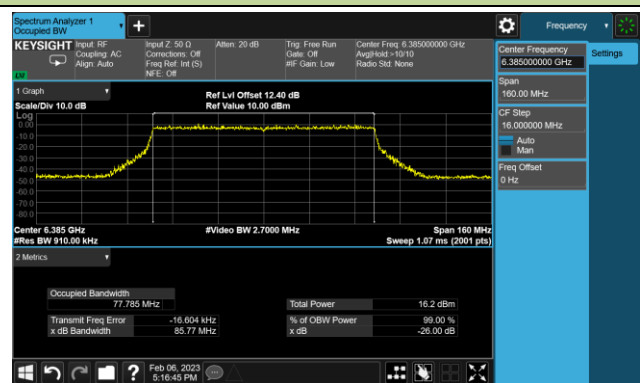 Spectrum Analyzer 1
Occupied BW
+
Frequency
KEYSIGHT
Input: RF
Coupling: AC
Align: Auto
Input Z: 50 Ω
Corrections: Off
Freq Ref: Int (S)
NFE: Off
Atten: 20 dB
Trig: Free Run
Gate: Off
#IF Gain: Low
Center Freq: 6.385000000 GHz
Avg|Hold:>10/10
Radio Std: None
LXI
Center Frequency
6.385000000 GHz
Settings
Span
160.00 MHz
CF Step
16.000000 MHz
Auto
Man
Freq Offset
0 Hz
1 Graph
Scale/Div 10.0 dB
Ref Lvl Offset 12.40 dB
Ref Value 10.00 dBm
Log
0.00
-10.0
-20.0
-30.0
-40.0
-50.0
-60.0
-70.0
-80.0
Center 6.385 GHz
#Res BW 910.00 kHz
#Video BW 2.7000 MHz
Span 160 MHz
Sweep 1.07 ms (2001 pts)
2 Metrics
Occupied Bandwidth
77.785 MHz
Total Power 16.2 dBm
Transmit Freq Error -16.604 kHz
% of OBW Power 99.00 %
x dB Bandwidth 85.77 MHz
x dB -26.00 dB
?
Feb 06, 2023
5:16:45 PM